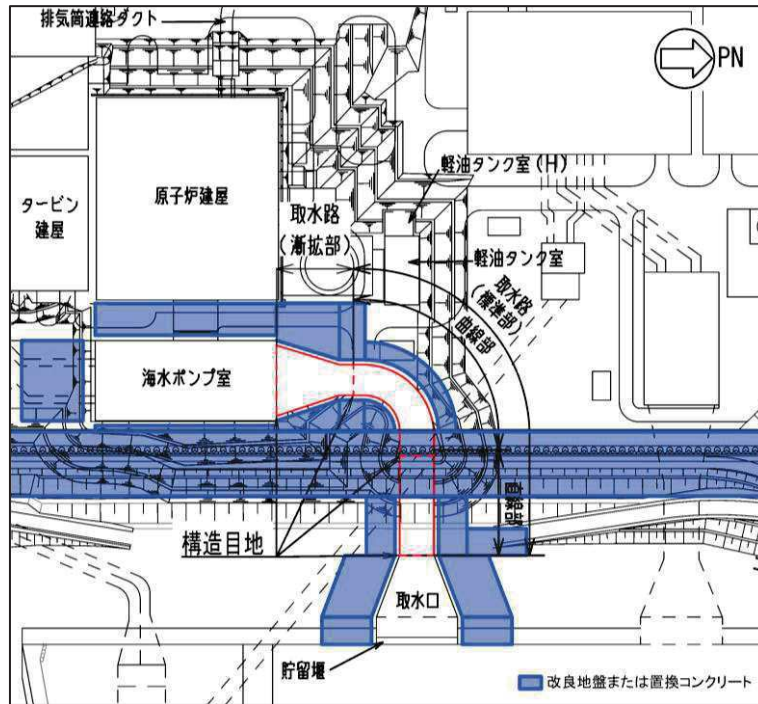 排気筒連絡ダクト
PN
原子炉建屋
タービン
建屋
取水路
（漸拡部）
軽油タンク室（H）
軽油タンク室
取水路
（標準部）
曲線部
海水ポンプ室
直線部
構造目地
取水口
貯留堰
改良地盤または置換コンクリート